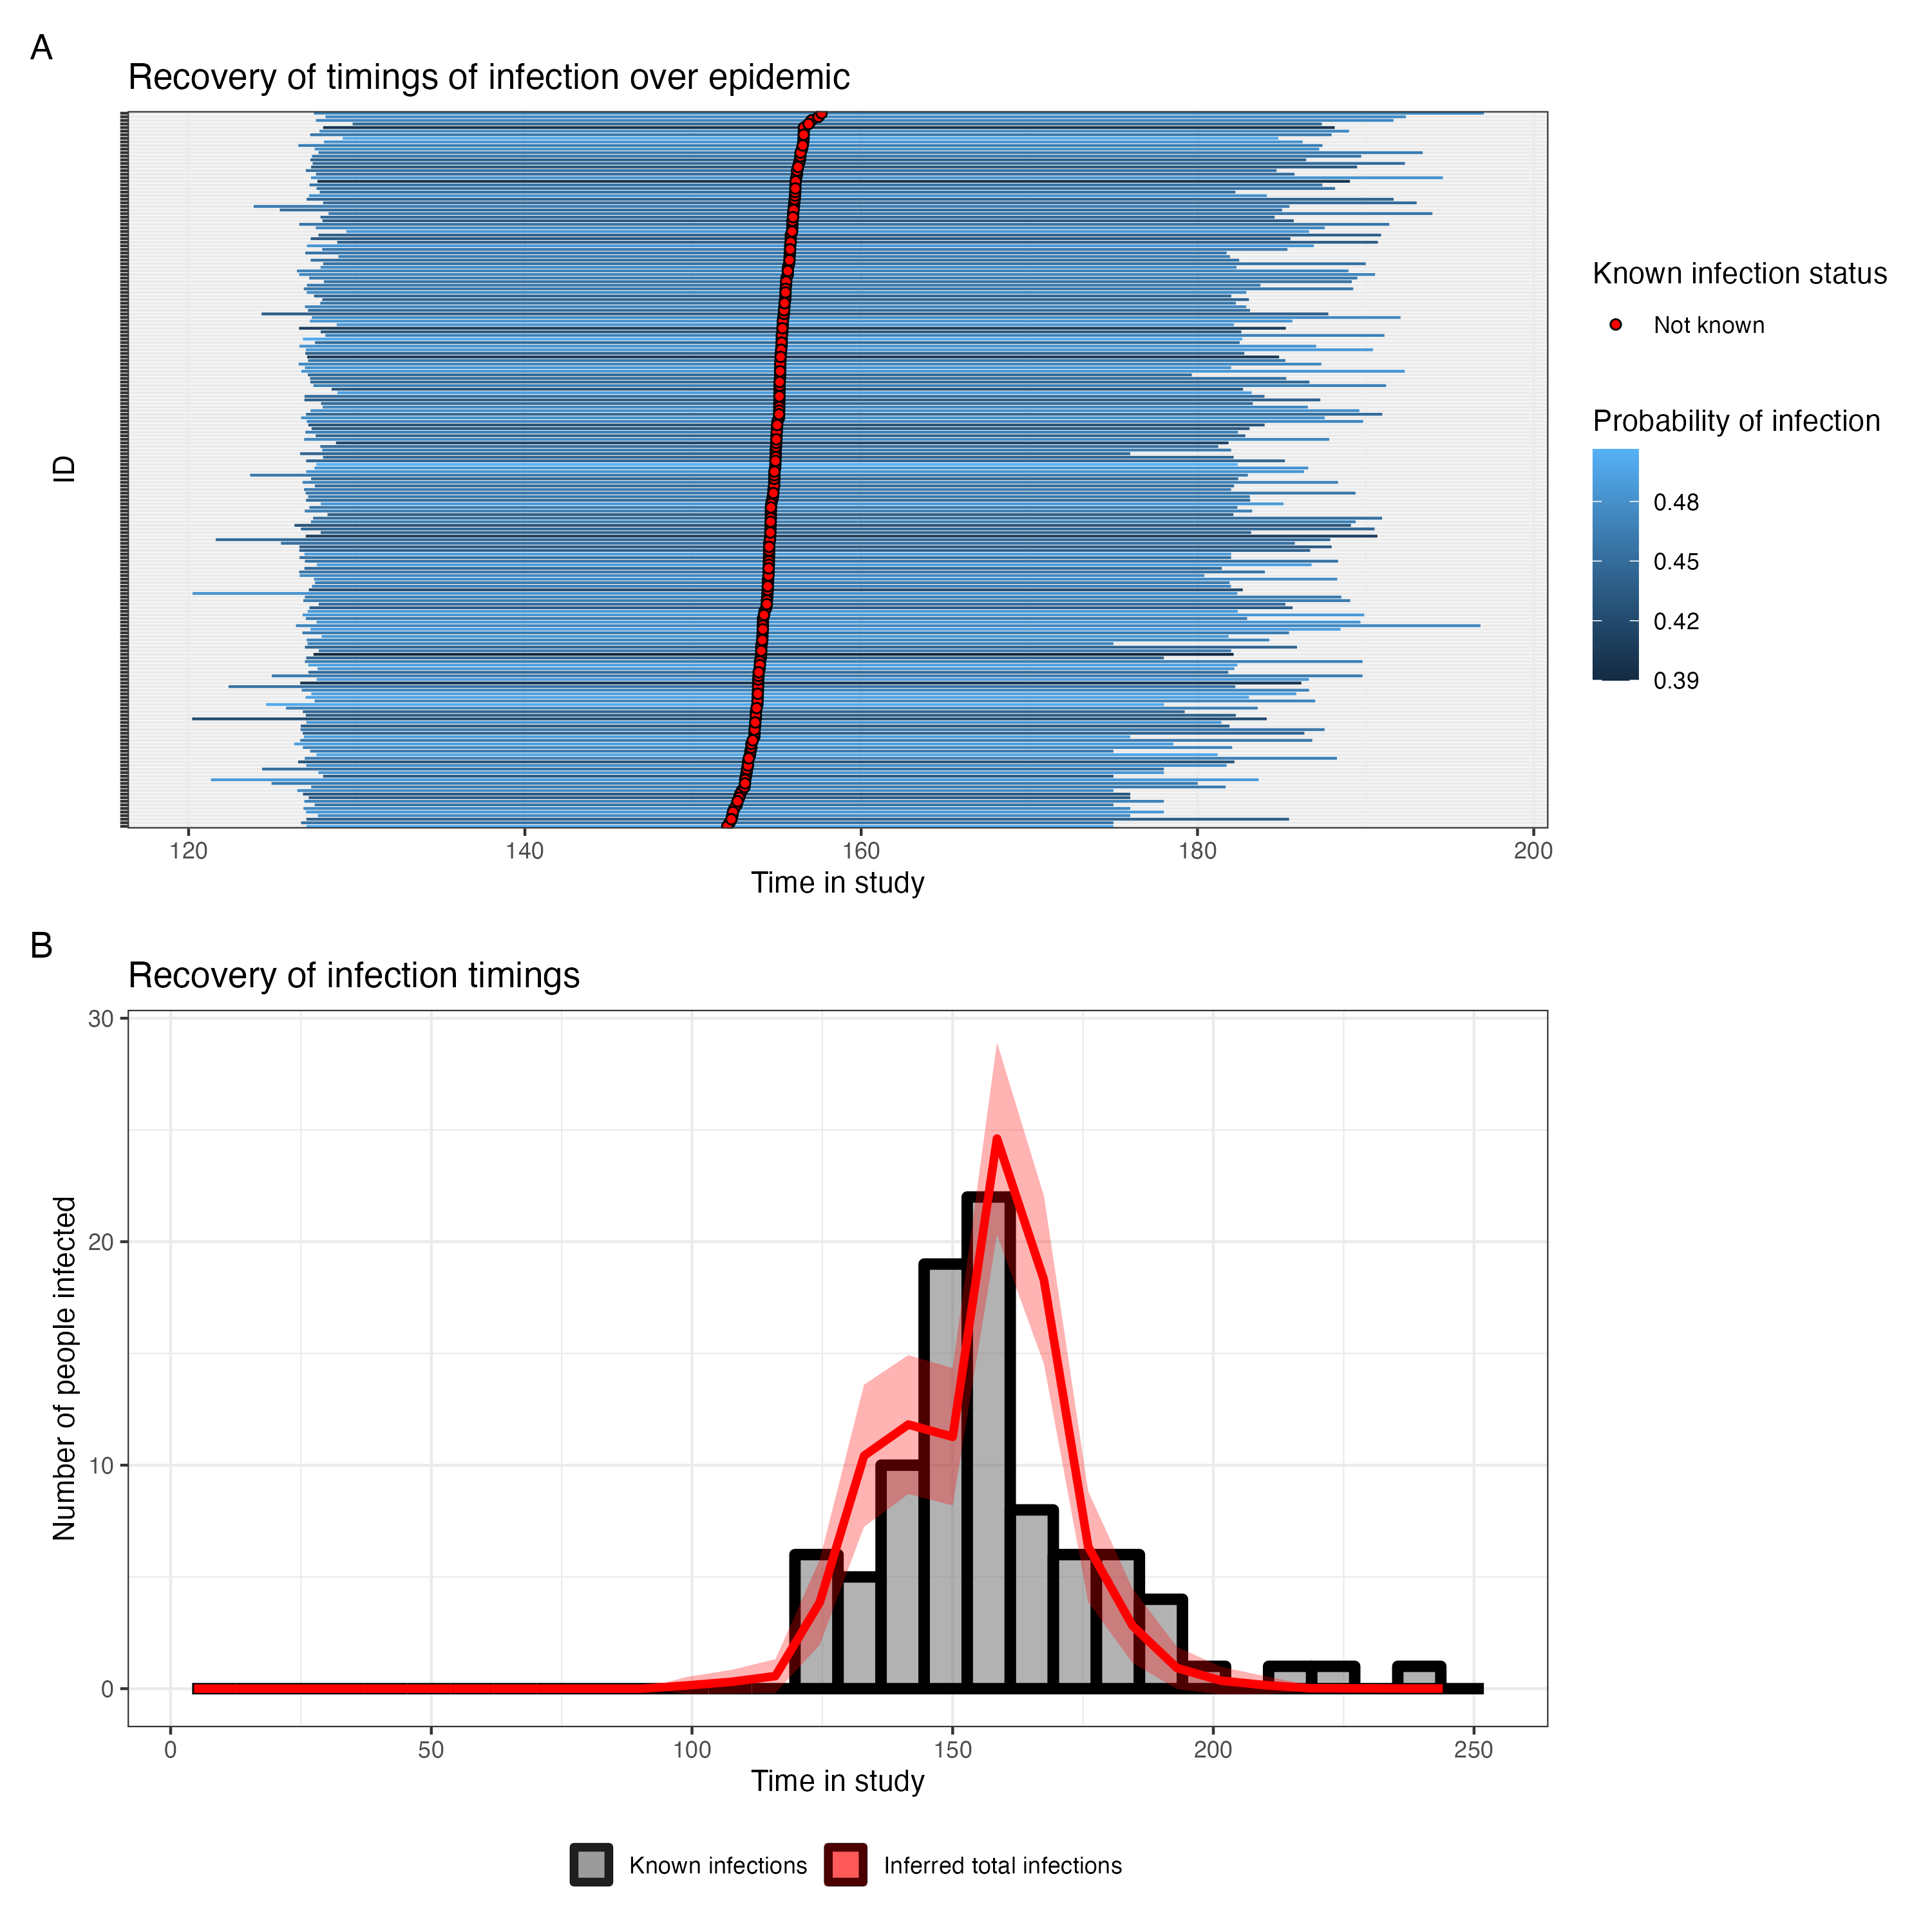 A
Recovery of timings of infection over epidemic
ID
120 140 160 180 200
Time in study
Known infection status
Not known
Probability of infection
0.48
0.45
0.42
0.39
B
Recovery of infection timings
Number of people infected
30
20
10
0
0 50 100 150 200 250
Time in study
Known infections Inferred total infections